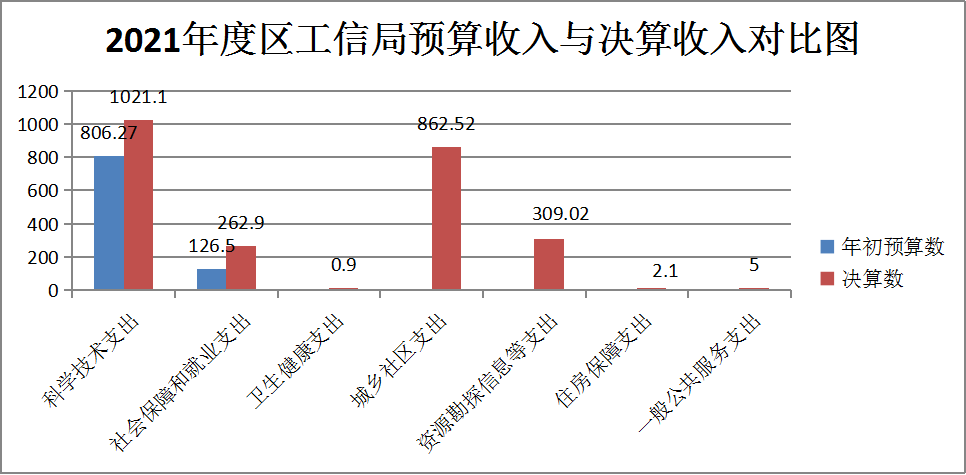 2021年度区工信局预算收入与决算收入对比图
1200
1000
800
600
400
200
0
806.27
1021.1
126.5
262.9
0.9
862.52
309.02
2.1
5
科学技术支出
社会保障和就业支出
卫生健康支出
城乡社区支出
资源勘探信息等支出
住房保障支出
一般公共服务支出
年初预算数
决算数